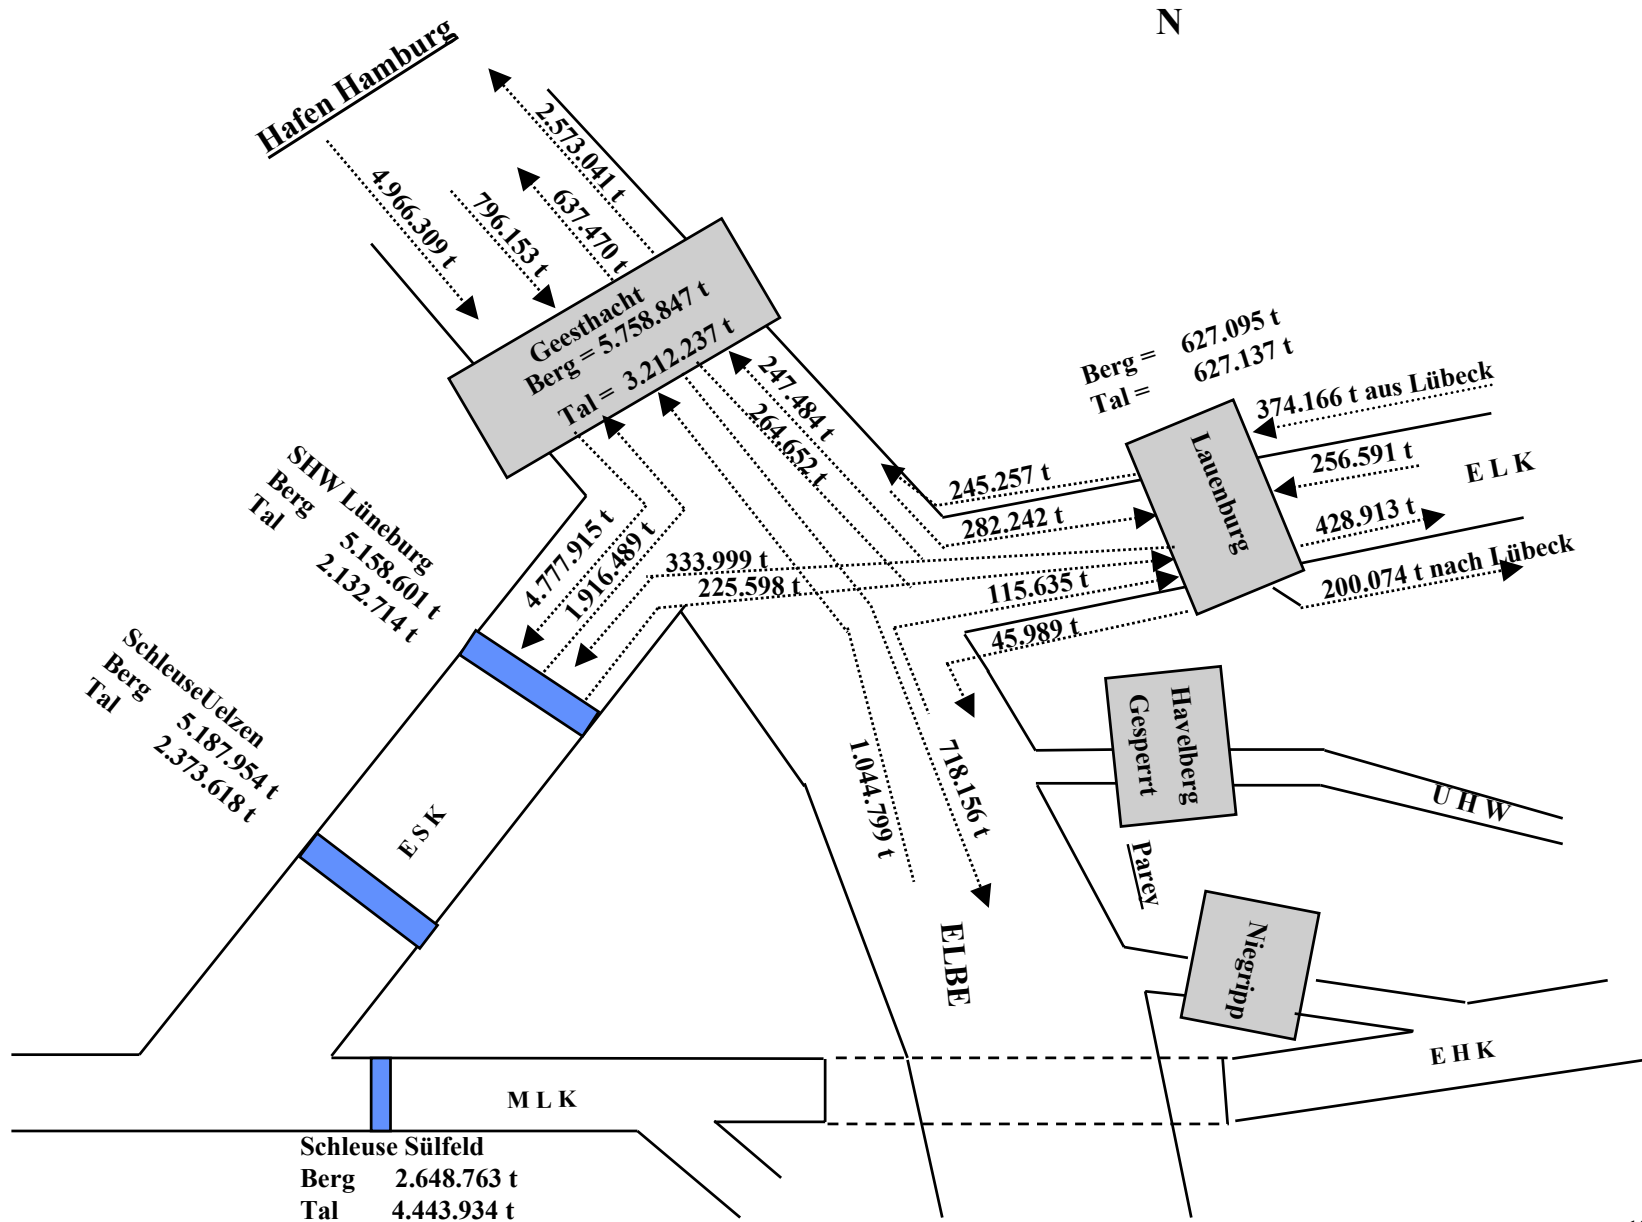 N
Hafen Hamburg
2.573.041 t
4.966.309 t
796.153 t
637.470 t
Geesthacht
Berg = 5.758.847 t
Tal = 3.212.237 t
247.484 t
264.652 t
Berg = 627.095 t
Tal = 627.137 t
374.166 t aus Lübeck
256.591 t
E L K
Lauenburg
428.913 t
200.074 t nach Lübeck
245.257 t
282.242 t
333.999 t
225.598 t
115.635 t
45.989 t
SHW Lüneburg
Berg 5.158.601 t
Tal 2.132.714 t
4.777.915 t
1.916.489 t
SchleuseUelzen
Berg 5.187.954 t
Tal 2.373.618 t
E S K
1.044.799 t
718.156 t
Havelberg
Gesperrt
U H W
Parey
Niegripp
ELBE
E H K
M L K
Schleuse Sülfeld
Berg 2.648.763 t
Tal 4.443.934 t